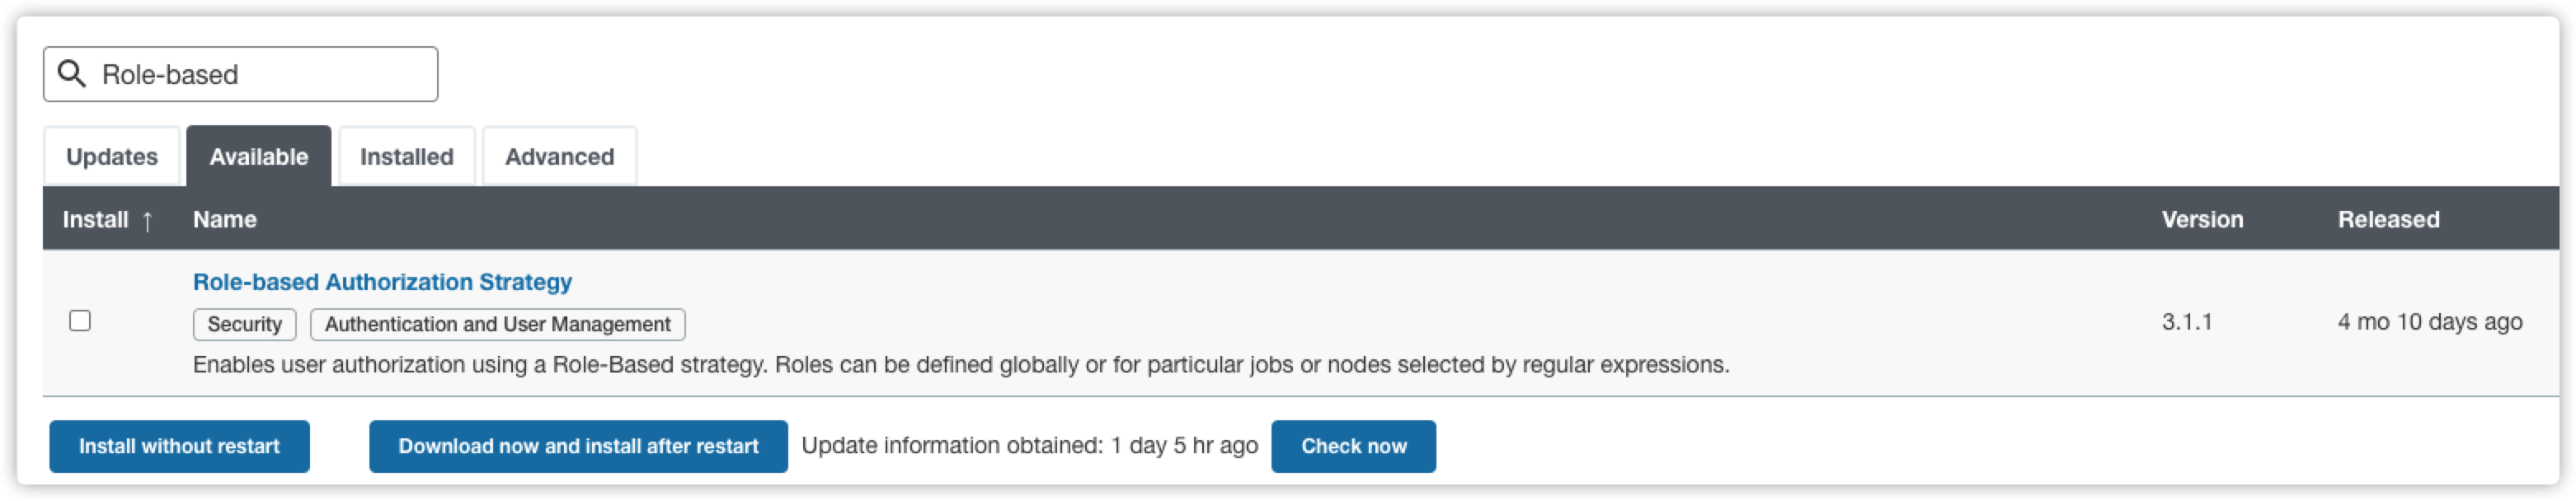 Role-based
Updates Available Installed Advanced
Install ↑ Name Version Released
Role-based Authorization Strategy
Security Authentication and User Management
3.1.1 4 mo 10 days ago
Enables user authorization using a Role-Based strategy. Roles can be defined globally or for particular jobs or nodes selected by regular expressions.
Install without restart Download now and install after restart Update information obtained: 1 day 5 hr ago Check now